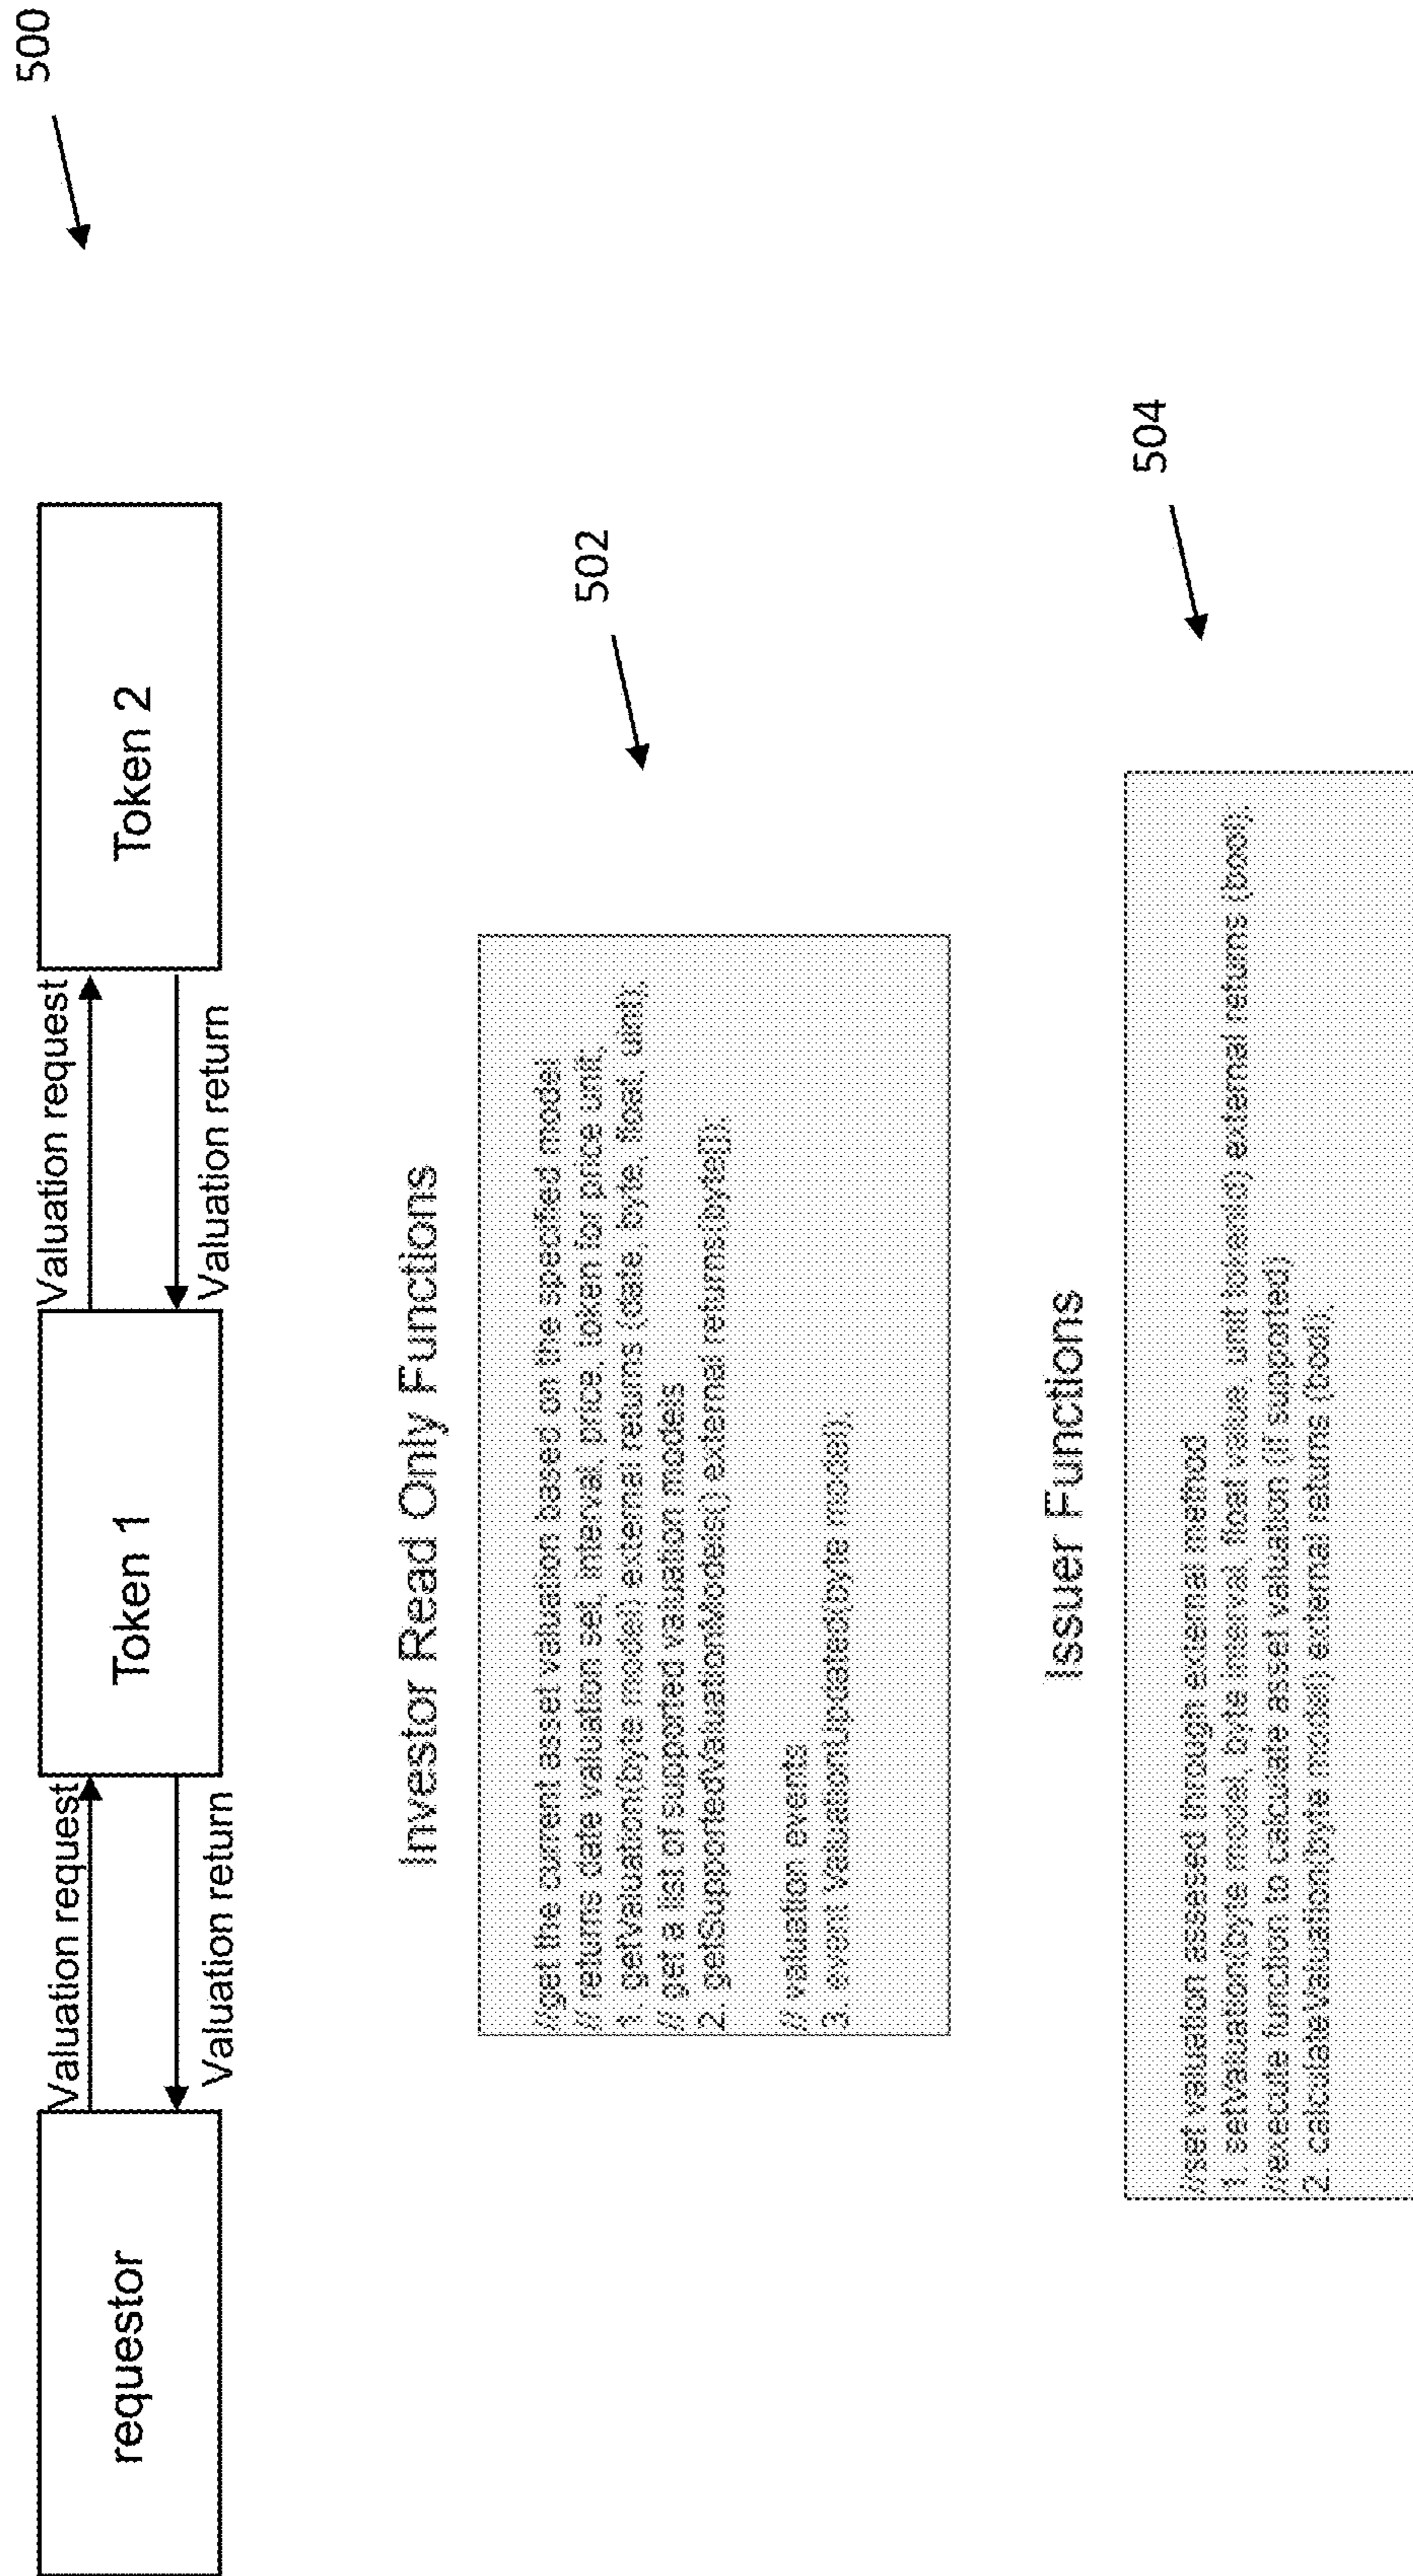 500
Valuation request
Valuation request
requestor
Token 1
Token 2
Valuation return
Valuation return
Investor Read Only Functions
502
//get the current asset valuation based on the specified model
// returns date valuation set, interval, price, token for price unit,
1. getValuation(byte model) external returns (date, byte, float, uint);
// get a list of supported valuation models
2. getSupportedValuationModels() external returns(byte[]);
// valuation events
3. event ValuationUpdated(byte model);
Issuer Functions
504
//set valuation assessed through external method
1. setValuation(byte model, byte interval, float value, unit tokenId) external returns (bool);
//execute function to calculate asset valuation (if supported)
2. calculateValuation(byte model) external returns (bool);